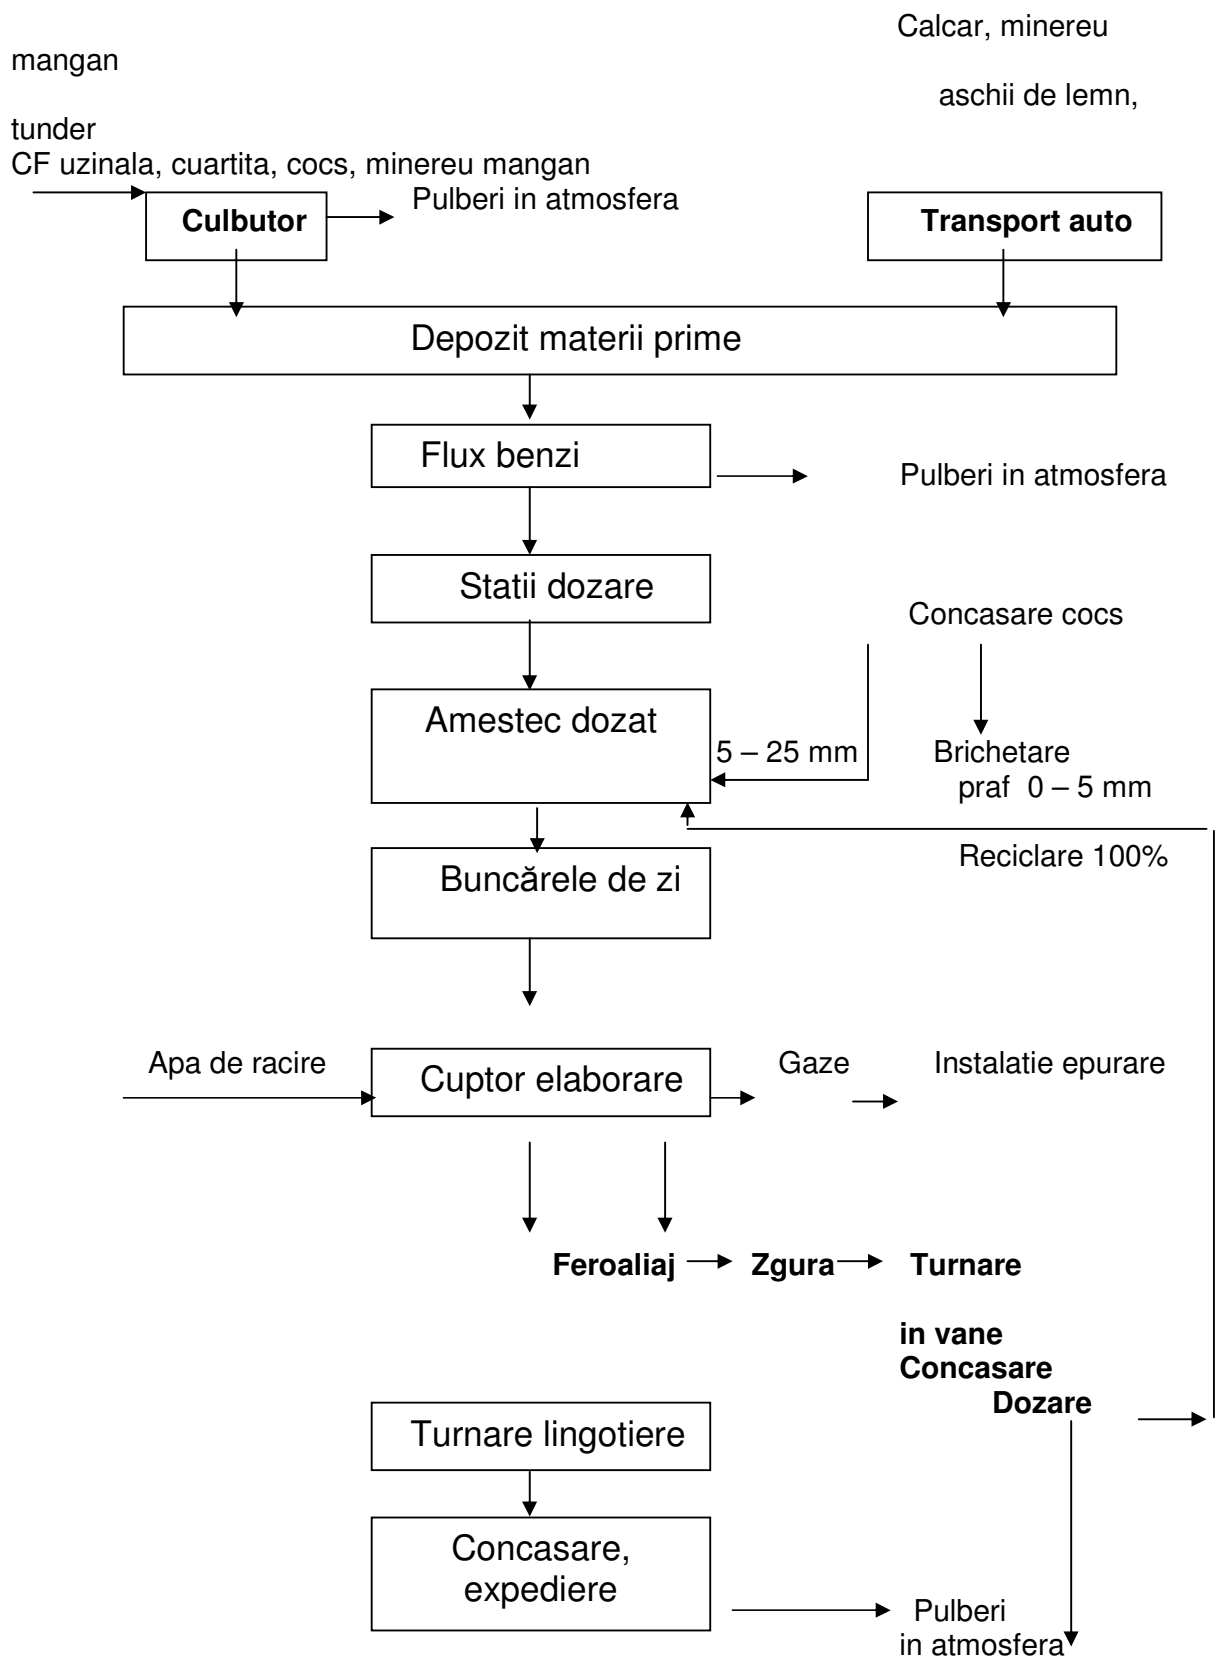 Calcar, minereu
mangan
aschii de lemn,
tunder
CF uzinala, cuartita, cocs, minereu mangan
Pulberi in atmosfera
Culbutor
Transport auto
Depozit materii prime
Flux benzi
Pulberi in atmosfera
Statii dozare
Concasare cocs
Amestec dozat
5 – 25 mm
Brichetare
praf 0 – 5 mm
Reciclare 100%
Buncărele de zi
Apa de racire
Cuptor elaborare
Gaze
Instalatie epurare
Feroaliaj
Zgura
Turnare
in vane
Concasare
Dozare
Turnare lingotiere
Concasare,
expediere
Pulberi
in atmosfera